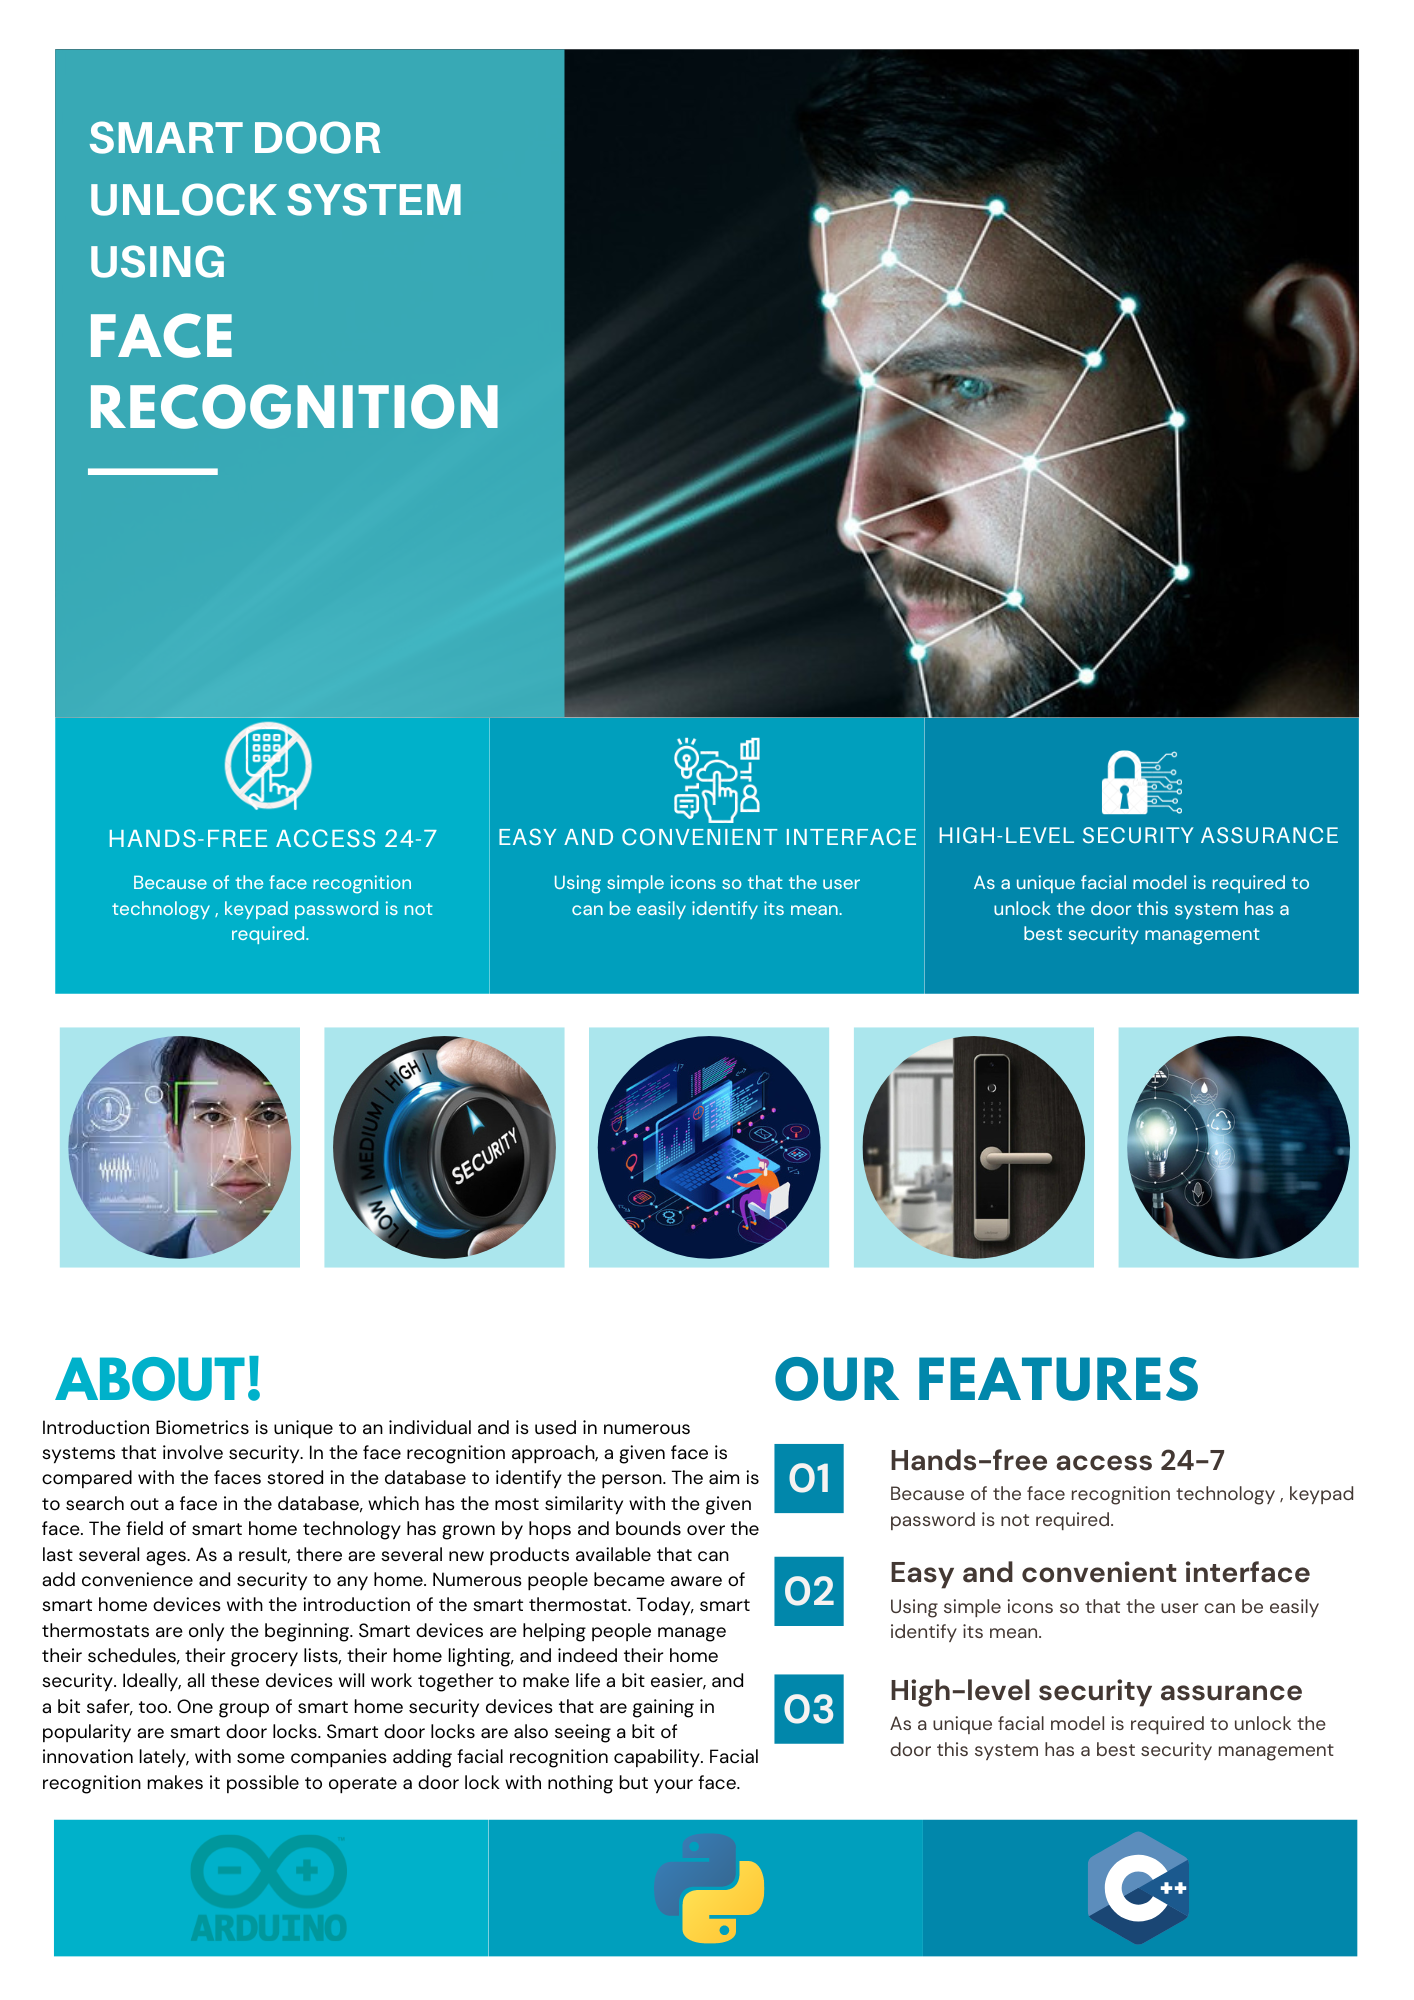 SMART DOOR
UNLOCK SYSTEM
USING
FACE
RECOGNITION
HANDS-FREE ACCESS 24-7
Because of the face recognition
technology , keypad password is not
required.
EASY AND CONVENIENT INTERFACE
Using simple icons so that the user
can be easily identify its mean.
HIGH-LEVEL SECURITY ASSURANCE
As a unique facial model is required to
unlock the door this system has a
best security management
LOW | MEDIUM | HIGH |
SECURITY
ABOUT!
Introduction Biometrics is unique to an individual and is used in numerous
systems that involve security. In the face recognition approach, a given face is
compared with the faces stored in the database to identify the person. The aim is
to search out a face in the database, which has the most similarity with the given
face. The field of smart home technology has grown by hops and bounds over the
last several ages. As a result, there are several new products available that can
add convenience and security to any home. Numerous people became aware of
smart home devices with the introduction of the smart thermostat. Today, smart
thermostats are only the beginning. Smart devices are helping people manage
their schedules, their grocery lists, their home lighting, and indeed their home
security. Ideally, all these devices will work together to make life a bit easier, and
a bit safer, too. One group of smart home security devices that are gaining in
popularity are smart door locks. Smart door locks are also seeing a bit of
innovation lately, with some companies adding facial recognition capability. Facial
recognition makes it possible to operate a door lock with nothing but your face.
OUR FEATURES
01
Hands-free access 24-7
Because of the face recognition technology , keypad
password is not required.
02
Easy and convenient interface
Using simple icons so that the user can be easily
identify its mean.
03
High-level security assurance
As a unique facial model is required to unlock the
door this system has a best security management
ARDUINO
C++